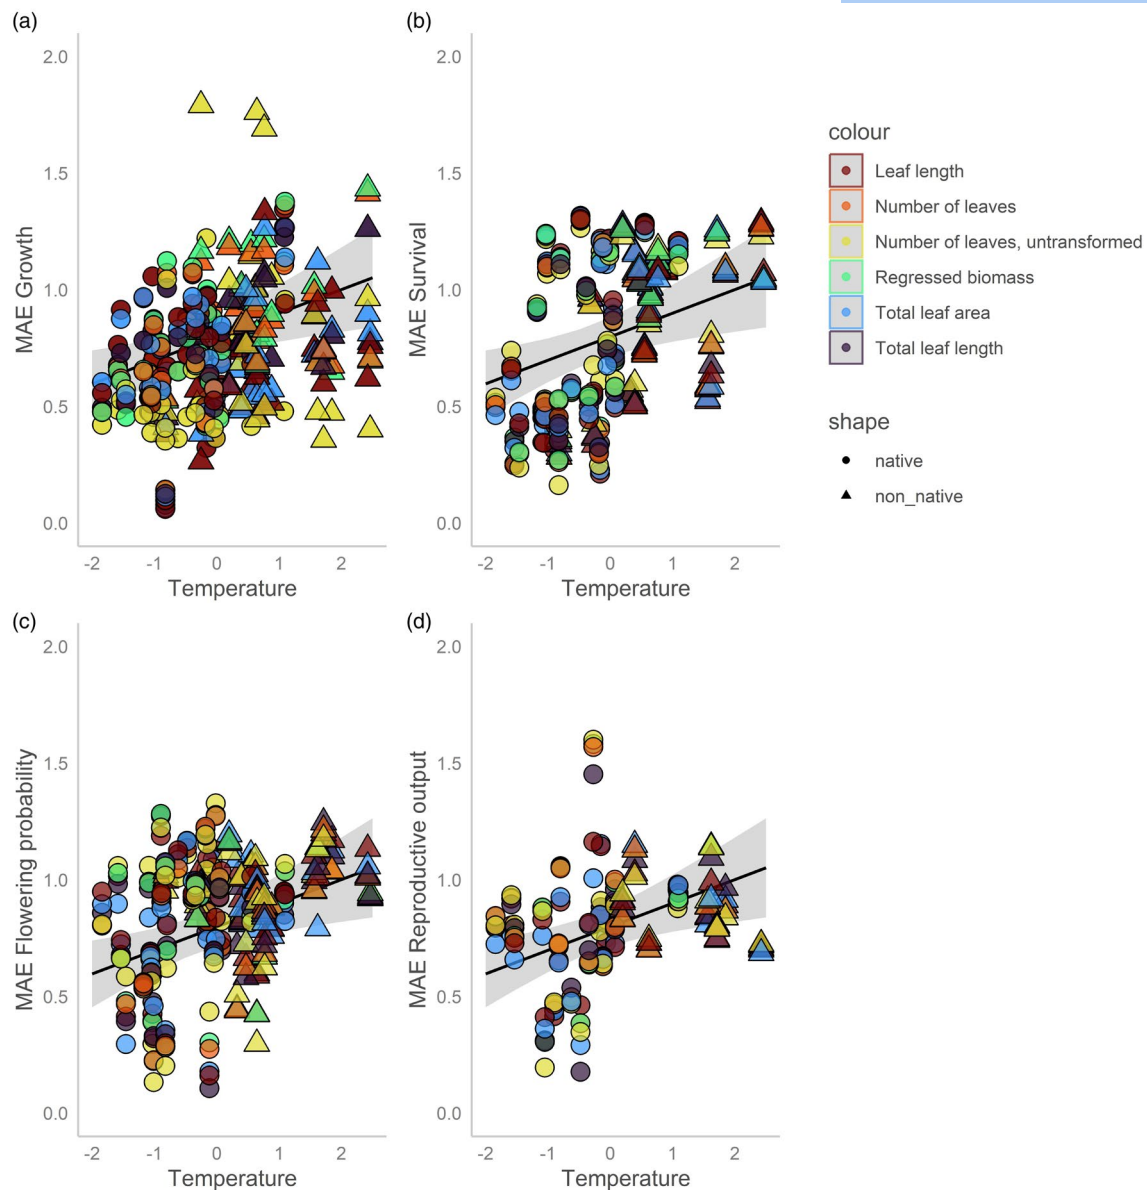 (a)
2.0
1.5
1.0
0.5
0.0
MAE Growth
-2 -1 0 1 2
Temperature
(b)
2.0
1.5
1.0
0.5
0.0
MAE Survival
-2 -1 0 1 2
Temperature
colour
Leaf length
Number of leaves
Number of leaves, untransformed
Regressed biomass
Total leaf area
Total leaf length
shape
native
non_native
(c)
2.0
1.5
1.0
0.5
0.0
MAE Flowering probability
-2 -1 0 1 2
Temperature
(d)
2.0
1.5
1.0
0.5
0.0
MAE Reproductive output
-2 -1 0 1 2
Temperature